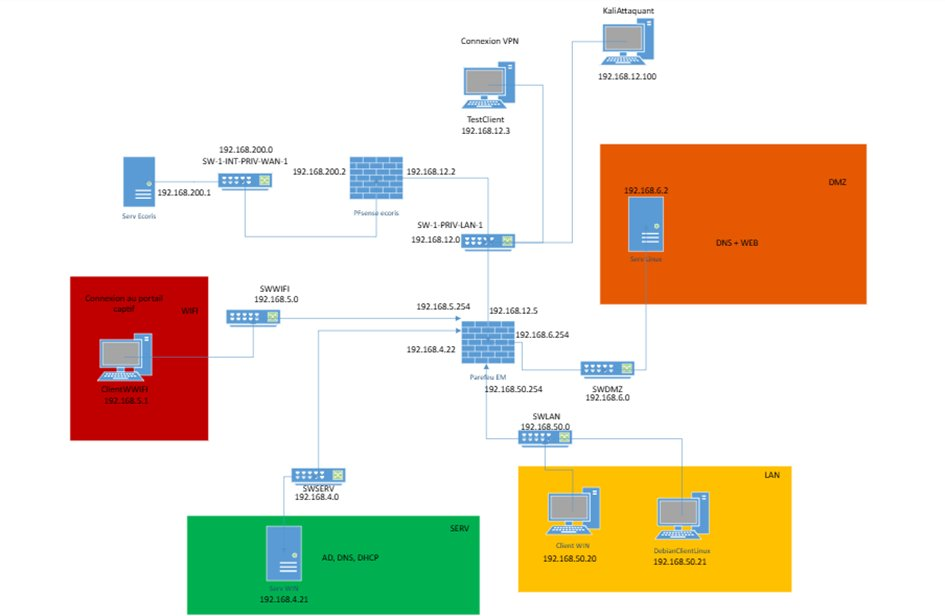 KaliAttaquant
Connexion VPN
192.168.12.100
TestClient
192.168.12.3
192.168.200.0
SW-1-INT-PRIV-WAN-1
192.168.200.2
192.168.12.2
192.168.200.1
Serv Ecoris
PFsense ecoris
DMZ
192.168.6.2
SW-1-PRIV-LAN-1
192.168.12.0
DNS + WEB
Serv Linux
SWWIFI
192.168.5.0
Connexion au portail
captif
WIFI
192.168.5.254
192.168.12.5
192.168.6.254
192.168.4.22
Parefeu EM
192.168.50.254
ClientWWIFI
192.168.5.1
SWDMZ
192.168.6.0
SWLAN
192.168.50.0
LAN
SWSERV
192.168.4.0
SERV
Client WIN
192.168.50.20
DebianClientLinux
192.168.50.21
AD, DNS, DHCP
Serv WIN
192.168.4.21